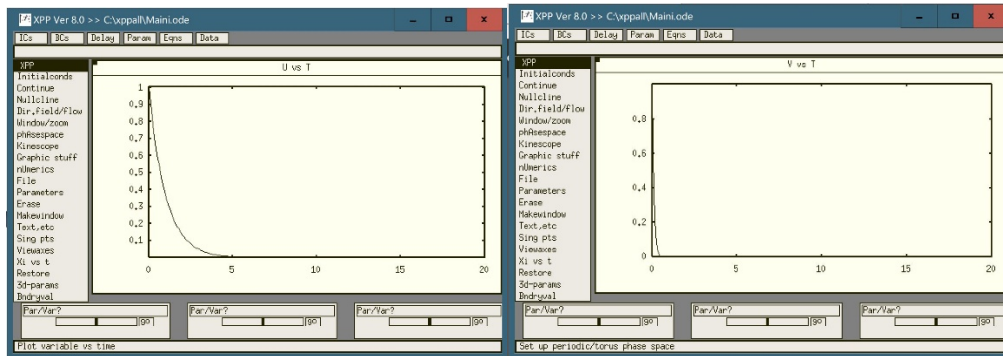 XPP Ver 8.0 >> C:\xppall\Maini.ode
ICs BCs Delay Param Eqns Data
XPP
Initialconds
Continue
Nullcline
Dir.field/flow
Window/zoom
phAsespace
Kinescope
Graphic stuff
nUmerics
File
Parameters
Erase
Makewindow
Text,etc
Sing pts
Viewaxes
Xi vs t
Restore
3d-params
Bndryval
U vs T
1
0.9
0.8
0.7
0.6
0.5
0.4
0.3
0.2
0.1
0 5 10 15 20
Par/Var? Par/Var? Par/Var?
go go go
Plot variable vs time
XPP Ver 8.0 >> C:\xppall\Maini.ode
ICs BCs Delay Param Eqns Data
XPP
Initialconds
Continue
Nullcline
Dir.field/flow
Window/zoom
phAsespace
Kinescope
Graphic stuff
nUmerics
File
Parameters
Erase
Makewindow
Text,etc
Sing pts
Viewaxes
Xi vs t
Restore
3d-params
Bndryval
V vs T
0.8
0.6
0.4
0.2
0
0 5 10 15 20
Par/Var? Par/Var? Par/Var?
go go go
Set up periodic/torus phase space